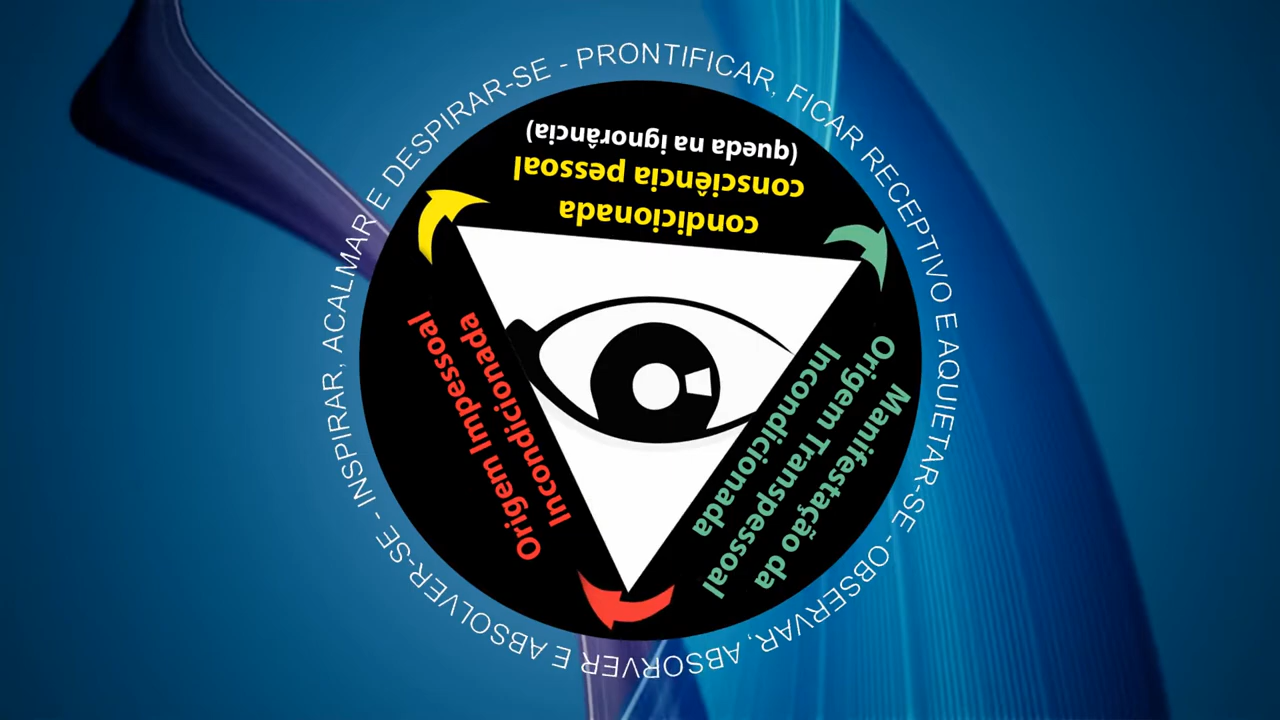 PRONTIFICAR, FICAR RECEPTIVO E AQUIETAR-SE - OBSERVAR, ABSORVER E ABSOLVER-SE - INSPIRAR, ACALMAR E DESPIRAR-SE -
condicionada
consciência pessoal
(queda na ignorância)
Manifestação da
Origem Transpessoal
Incondicionada
Origem Impessoal
Incondicionada